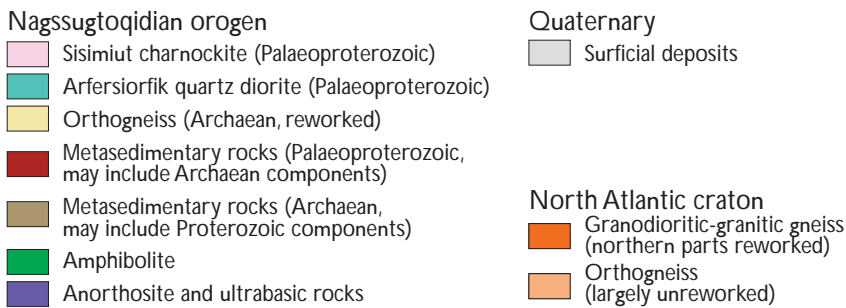 Nagssugtoqidian orogen
Sisimiut charnockite (Palaeoproterozoic)
Arfersiorfik quartz diorite (Palaeoproterozoic)
Orthogneiss (Archaean, reworked)
Metasedimentary rocks (Palaeoproterozoic,
may include Archaean components)
Metasedimentary rocks (Archaean,
may include Proterozoic components)
Amphibolite
Anorthosite and ultrabasic rocks
Quaternary
Surficial deposits
North Atlantic craton
Granodioritic-granitic gneiss
(northern parts reworked)
Orthogneiss
(largely unreworked)